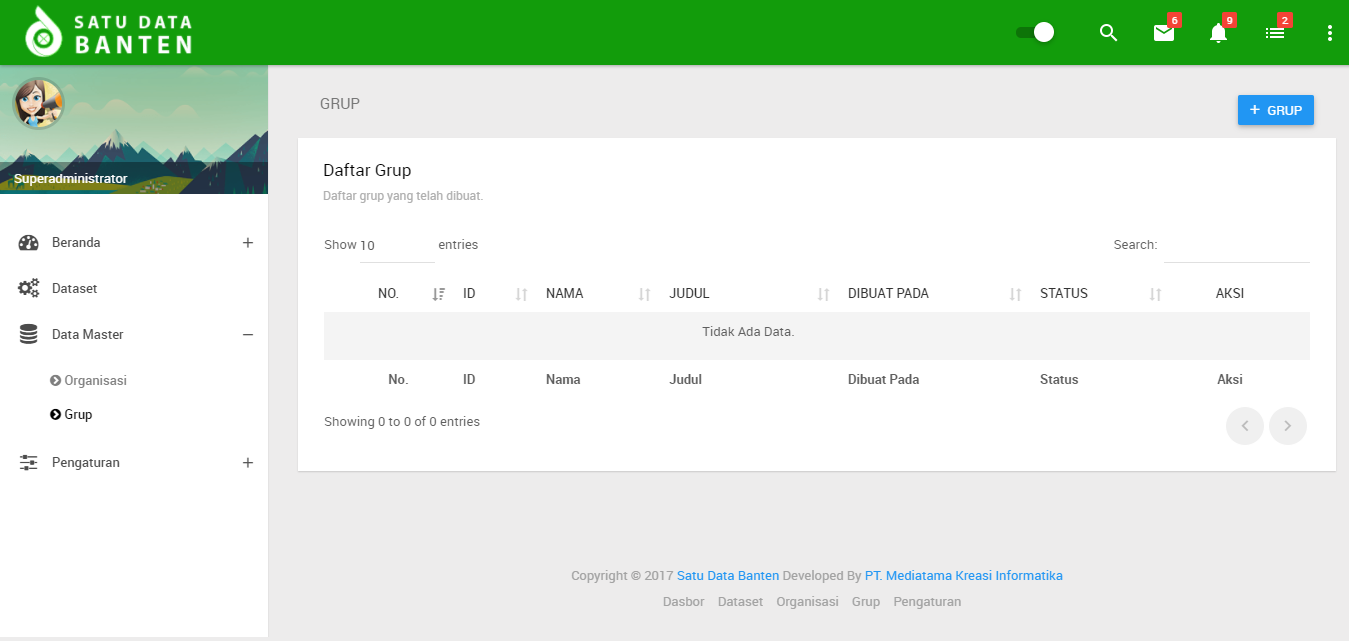 SATU DATA
BANTEN
6
9
2
Superadministrator
Beranda
Dataset
Data Master
Organisasi
Grup
Pengaturan
GRUP
+ GRUP
Daftar Grup
Daftar grup yang telah dibuat.
Show 10 entries
Search:
NO. ID NAMA JUDUL DIBUAT PADA STATUS AKSI
Tidak Ada Data.
No. ID Nama Judul Dibuat Pada Status Aksi
Showing 0 to 0 of 0 entries
Copyright © 2017 Satu Data Banten Developed By PT. Mediatama Kreasi Informatika
Dasbor Dataset Organisasi Grup Pengaturan